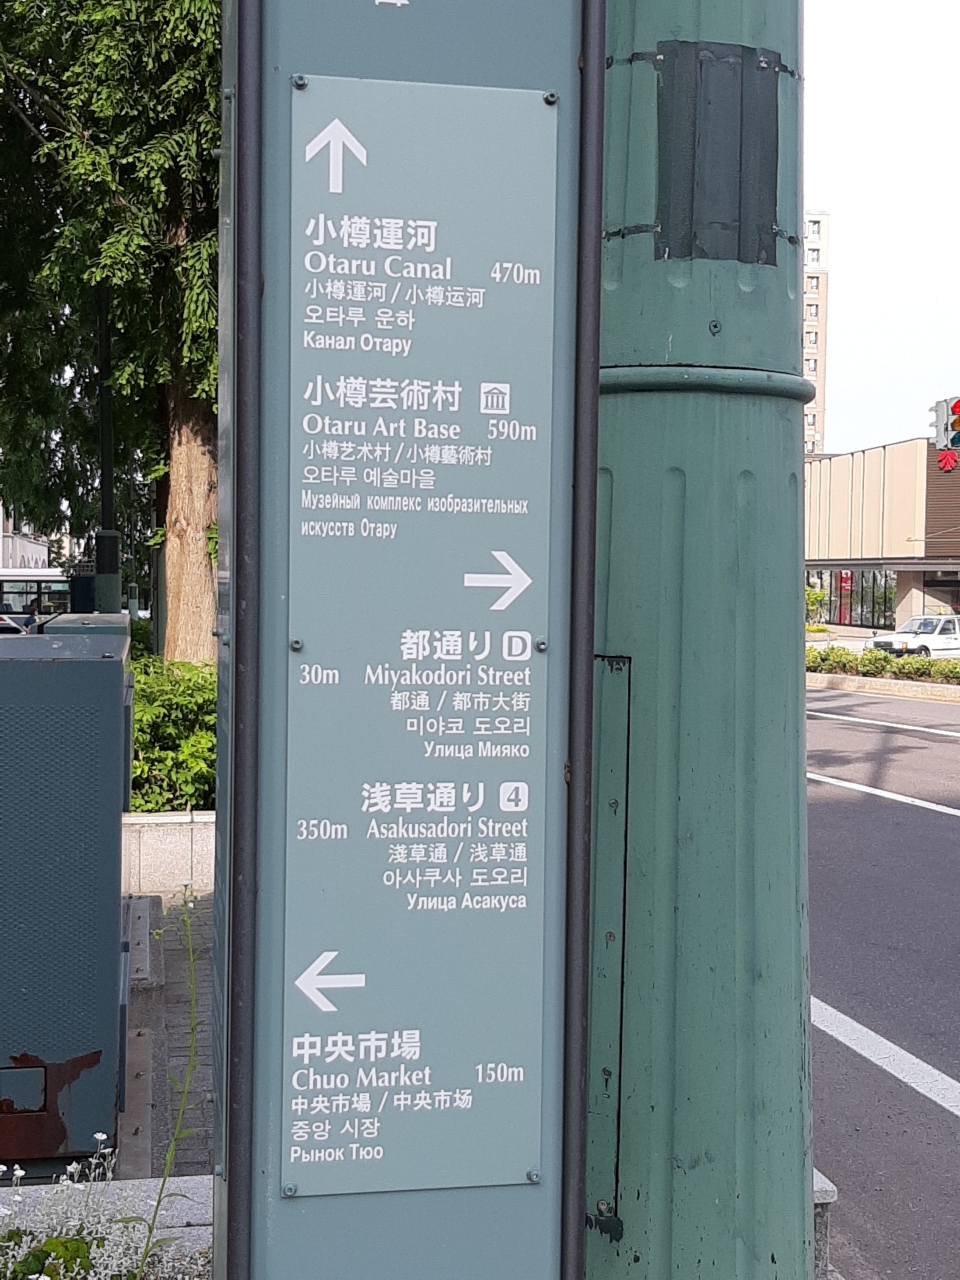 小樽運河
Otaru Canal 470m
小樽運河 / 小樽运河
오타루 운하
Канал Отару
小樽芸術村
Otaru Art Base 590m
小樽艺术村 / 小樽藝術村
오타루 예술마을
Музейный комплекс изобразительных
искусств Отару
都通り D
30m Miyakodori Street
都通 / 都市大街
미야코 도오리
Улица Мияко
浅草通り 4
350m Asakusadori Street
淺草通 / 浅草通
아사쿠사 도오리
Улица Асакуса
中央市場
Chuo Market 150m
中央市場 / 中央市场
중앙 시장
Рынок Тюо